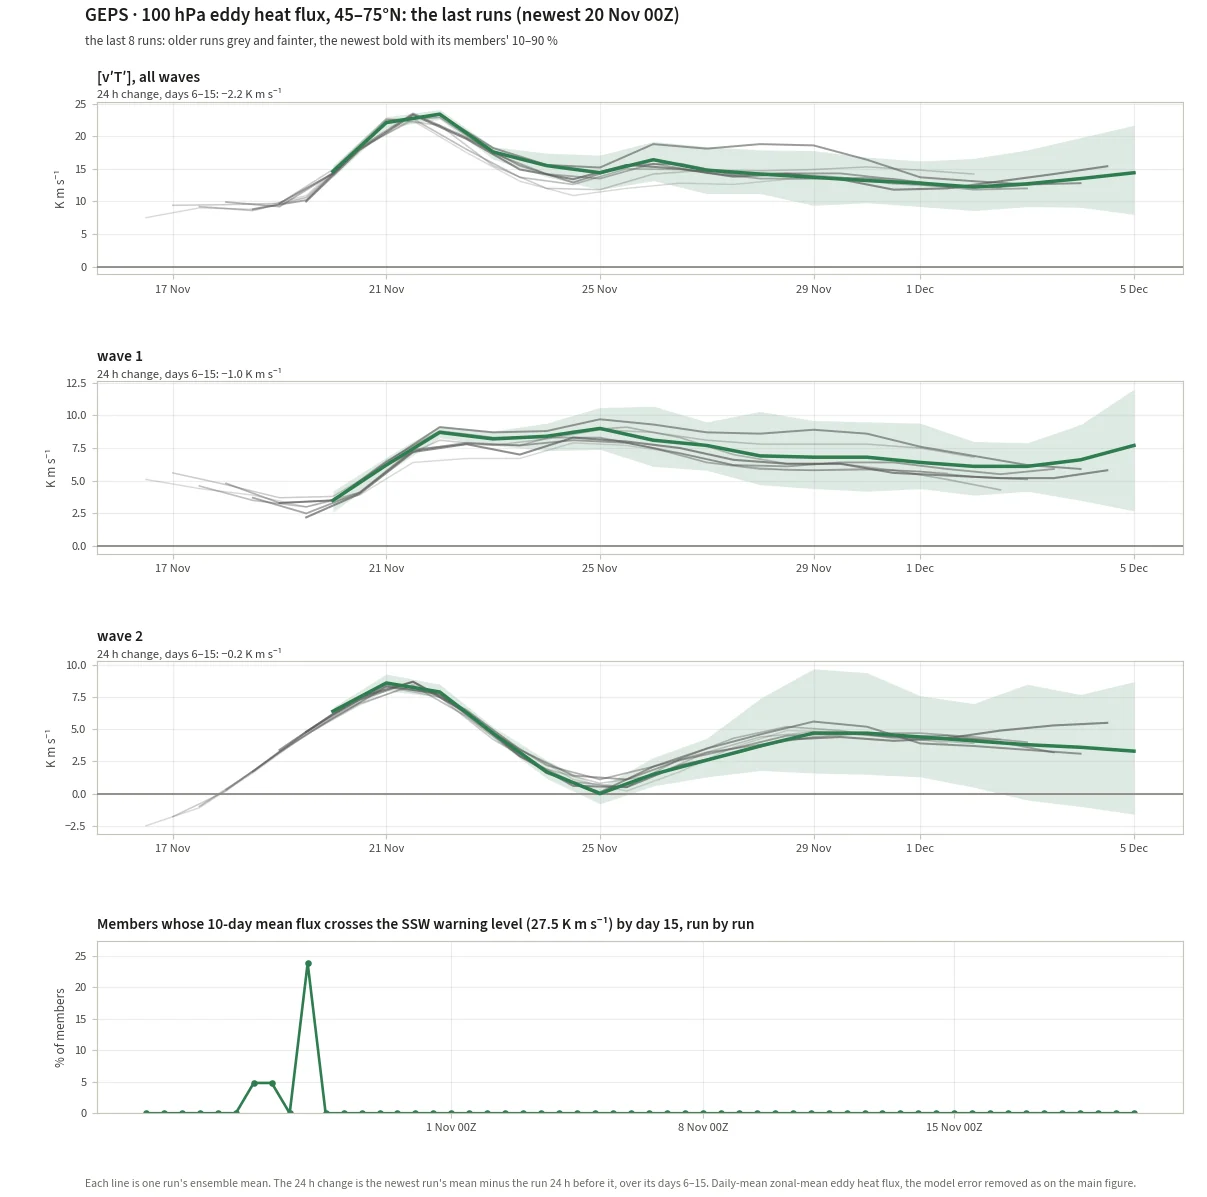 GEPS · 100 hPa eddy heat flux, 45–75°N: the last runs (newest 20 Nov 00Z)
the last 8 runs: older runs grey and fainter, the newest bold with its members' 10–90 %
[v′T′], all waves
24 h change, days 6–15: −2.2 K m s⁻¹
25
20
15
10
5
0
K m s⁻¹
17 Nov 21 Nov 25 Nov 29 Nov 1 Dec 5 Dec
wave 1
24 h change, days 6–15: −1.0 K m s⁻¹
12.5
10.0
7.5
5.0
2.5
0.0
K m s⁻¹
17 Nov 21 Nov 25 Nov 29 Nov 1 Dec 5 Dec
wave 2
24 h change, days 6–15: −0.2 K m s⁻¹
10.0
7.5
5.0
2.5
0.0
−2.5
K m s⁻¹
17 Nov 21 Nov 25 Nov 29 Nov 1 Dec 5 Dec
Members whose 10-day mean flux crosses the SSW warning level (27.5 K m s⁻¹) by day 15, run by run
25
20
15
10
5
0
% of members
1 Nov 00Z 8 Nov 00Z 15 Nov 00Z
Each line is one run's ensemble mean. The 24 h change is the newest run's mean minus the run 24 h before it, over its days 6–15. Daily-mean zonal-mean eddy heat flux, the model error removed as on the main figure.